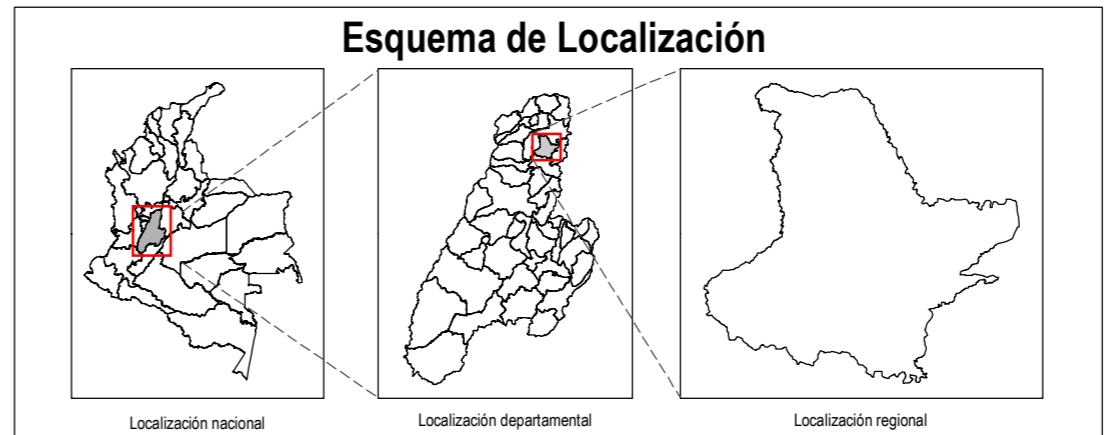 Esquema de Localización
Localización nacional
Localización departamental
Localización regional